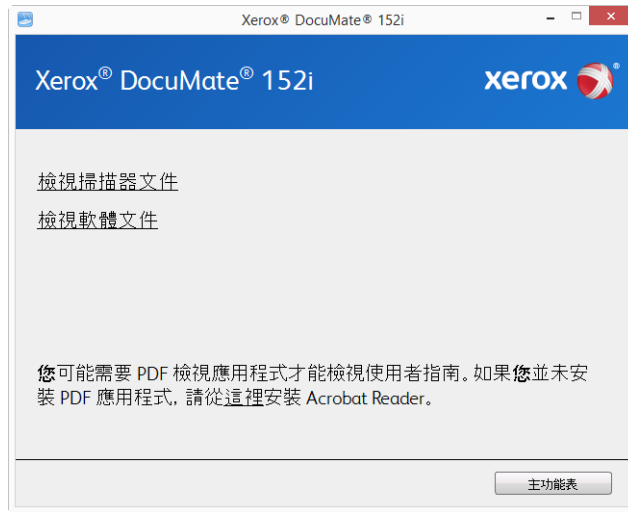 Xerox® DocuMate® 152i
Xerox® DocuMate® 152i
xerox®
檢視掃描器文件
檢視軟體文件
您可能需要 PDF 檢視應用程式才能檢視使用者指南。如果您並未安
裝 PDF 應用程式, 請從這裡安裝 Acrobat Reader。
主功能表